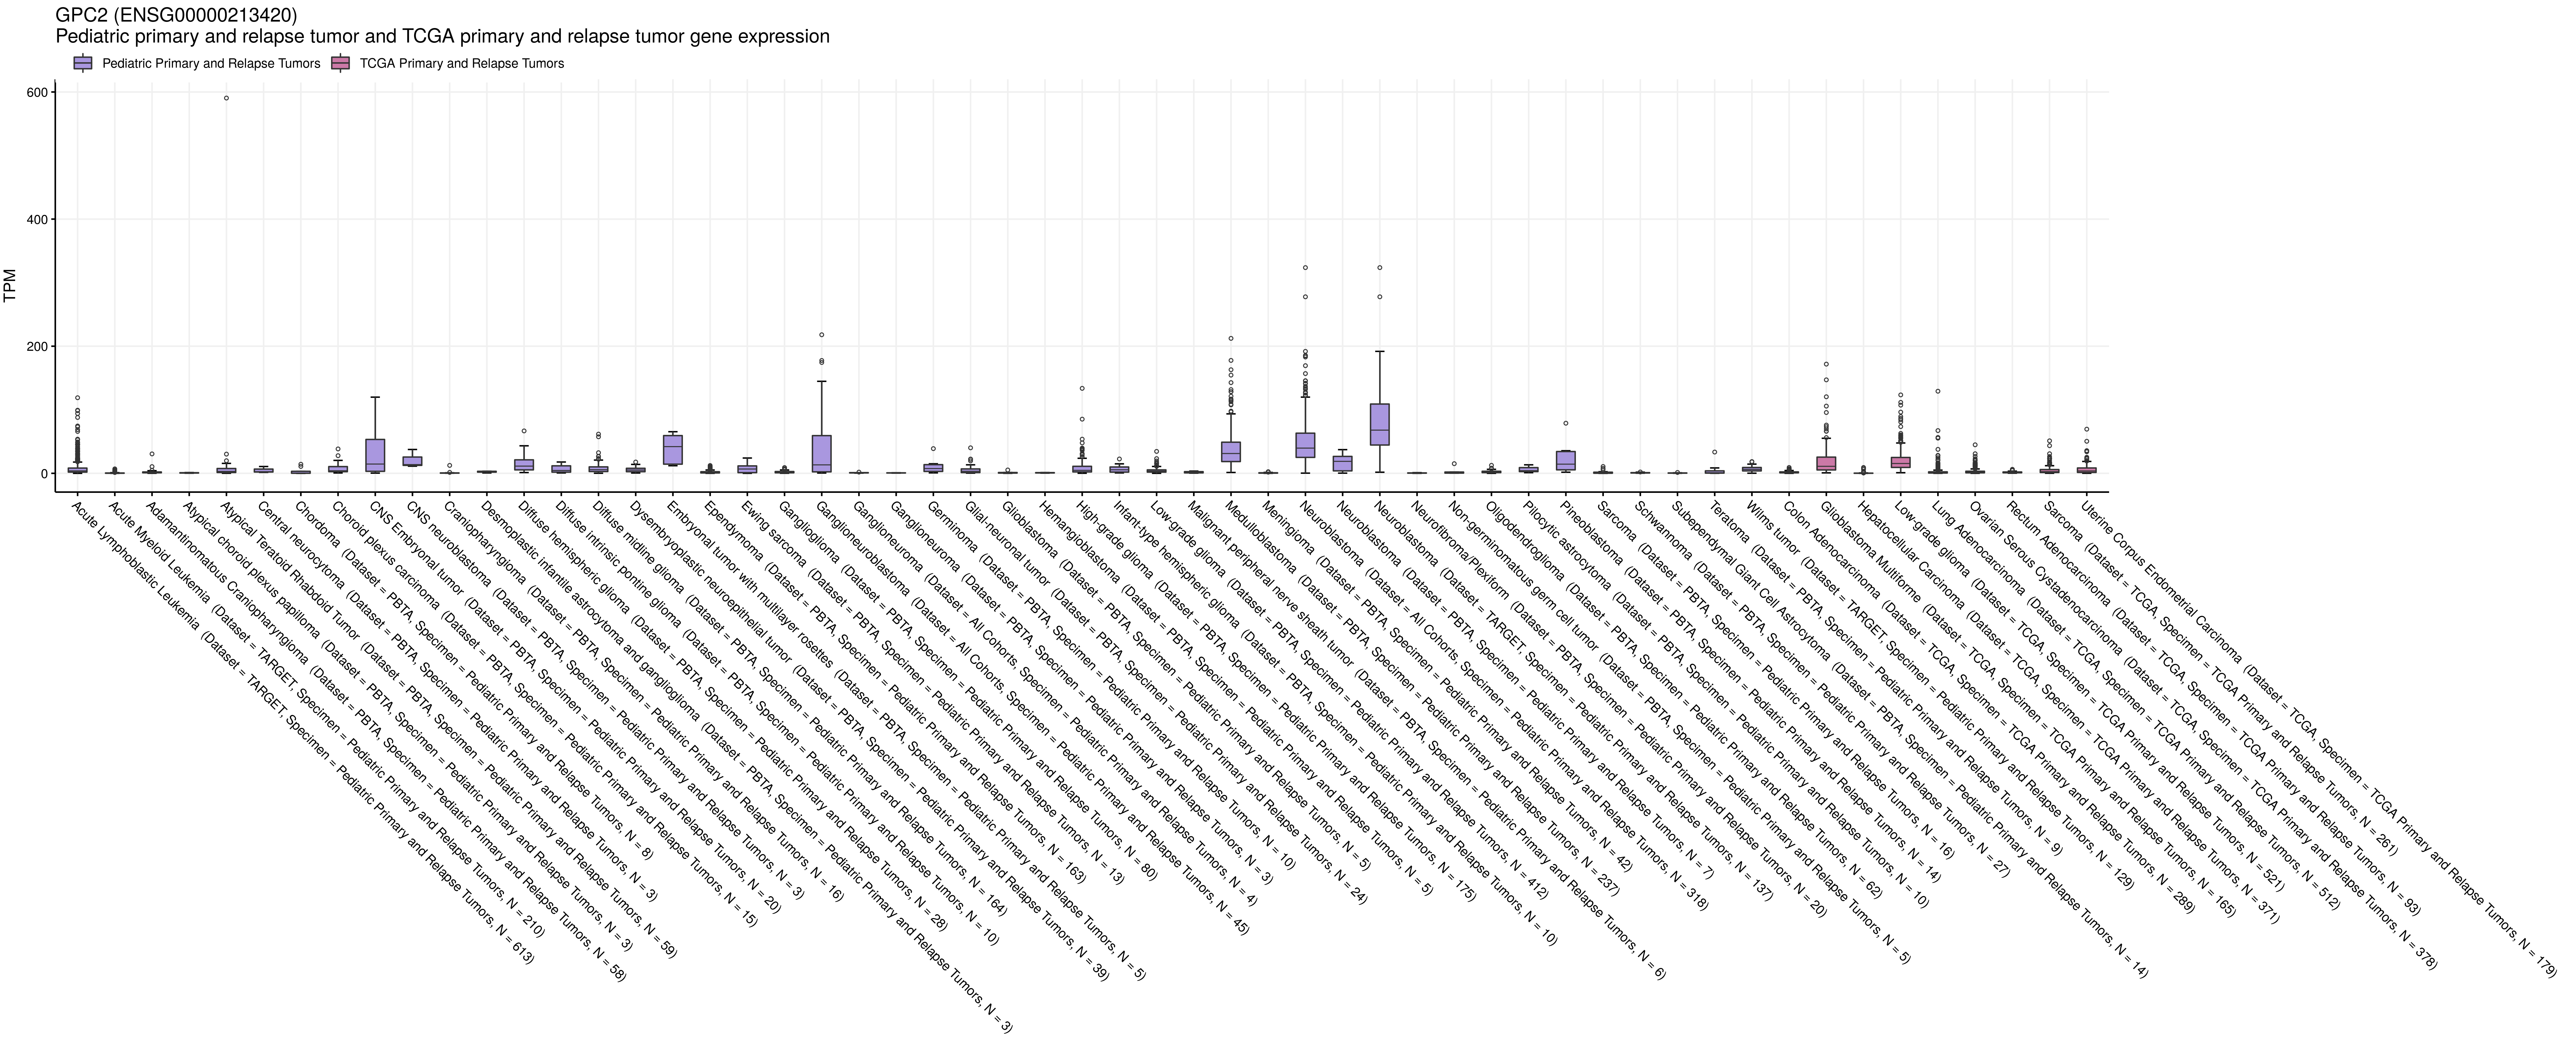 GPC2 (ENSG00000213420)
Pediatric primary and relapse tumor and TCGA primary and relapse tumor gene expression
Pediatric Primary and Relapse Tumors
TCGA Primary and Relapse Tumors
TPM
600
400
200
0
Acute Lymphoblastic Leukemia (Dataset = TARGET, Specimen = Pediatric Primary and Relapse Tumors, N = 613)
Acute Myeloid Leukemia (Dataset = TARGET, Specimen = Pediatric Primary and Relapse Tumors, N = 210)
Adamantinomatous Craniopharyngioma (Dataset = PBTA, Specimen = Pediatric Primary and Relapse Tumors, N = 58)
Atypical choroid plexus papilloma (Dataset = PBTA, Specimen = Pediatric Primary and Relapse Tumors, N = 3)
Atypical Teratoid Rhabdoid Tumor (Dataset = PBTA, Specimen = Pediatric Primary and Relapse Tumors, N = 59)
Central neurocytoma (Dataset = PBTA, Specimen = Pediatric Primary and Relapse Tumors, N = 3)
Chordoma (Dataset = PBTA, Specimen = Pediatric Primary and Relapse Tumors, N = 8)
Choroid plexus carcinoma (Dataset = PBTA, Specimen = Pediatric Primary and Relapse Tumors, N = 15)
CNS Embryonal tumor (Dataset = PBTA, Specimen = Pediatric Primary and Relapse Tumors, N = 20)
CNS neuroblastoma (Dataset = PBTA, Specimen = Pediatric Primary and Relapse Tumors, N = 3)
Craniopharyngioma (Dataset = PBTA, Specimen = Pediatric Primary and Relapse Tumors, N = 16)
Desmoplastic infantile astrocytoma and ganglioglioma (Dataset = PBTA, Specimen = Pediatric Primary and Relapse Tumors, N = 3)
Diffuse hemispheric glioma (Dataset = PBTA, Specimen = Pediatric Primary and Relapse Tumors, N = 28)
Diffuse intrinsic pontine glioma (Dataset = PBTA, Specimen = Pediatric Primary and Relapse Tumors, N = 10)
Diffuse midline glioma (Dataset = PBTA, Specimen = Pediatric Primary and Relapse Tumors, N = 164)
Dysembryoplastic neuroepithelial tumor (Dataset = PBTA, Specimen = Pediatric Primary and Relapse Tumors, N = 39)
Embryonal tumor with multilayer rosettes (Dataset = PBTA, Specimen = Pediatric Primary and Relapse Tumors, N = 5)
Ependymoma (Dataset = PBTA, Specimen = Pediatric Primary and Relapse Tumors, N = 163)
Ewing sarcoma (Dataset = PBTA, Specimen = Pediatric Primary and Relapse Tumors, N = 13)
Ganglioglioma (Dataset = PBTA, Specimen = Pediatric Primary and Relapse Tumors, N = 80)
Ganglioneuroblastoma (Dataset = All Cohorts, Specimen = Pediatric Primary and Relapse Tumors, N = 45)
Ganglioneuroma (Dataset = All Cohorts, Specimen = Pediatric Primary and Relapse Tumors, N = 4)
Ganglioneuroma (Dataset = PBTA, Specimen = Pediatric Primary and Relapse Tumors, N = 3)
Germinoma (Dataset = PBTA, Specimen = Pediatric Primary and Relapse Tumors, N = 10)
Glial-neuronal tumor (Dataset = PBTA, Specimen = Pediatric Primary and Relapse Tumors, N = 24)
Glioblastoma (Dataset = PBTA, Specimen = Pediatric Primary and Relapse Tumors, N = 5)
Hemangioblastoma (Dataset = PBTA, Specimen = Pediatric Primary and Relapse Tumors, N = 5)
High-grade glioma (Dataset = PBTA, Specimen = Pediatric Primary and Relapse Tumors, N = 175)
Infant-type hemispheric glioma (Dataset = PBTA, Specimen = Pediatric Primary and Relapse Tumors, N = 10)
Low-grade glioma (Dataset = PBTA, Specimen = Pediatric Primary and Relapse Tumors, N = 412)
Malignant peripheral nerve sheath tumor (Dataset = PBTA, Specimen = Pediatric Primary and Relapse Tumors, N = 6)
Medulloblastoma (Dataset = PBTA, Specimen = Pediatric Primary and Relapse Tumors, N = 237)
Meningioma (Dataset = PBTA, Specimen = Pediatric Primary and Relapse Tumors, N = 42)
Neuroblastoma (Dataset = All Cohorts, Specimen = Pediatric Primary and Relapse Tumors, N = 318)
Neuroblastoma (Dataset = PBTA, Specimen = Pediatric Primary and Relapse Tumors, N = 7)
Neuroblastoma (Dataset = TARGET, Specimen = Pediatric Primary and Relapse Tumors, N = 137)
Neurofibroma/Plexiform (Dataset = PBTA, Specimen = Pediatric Primary and Relapse Tumors, N = 20)
Non-germinomatous germ cell tumor (Dataset = PBTA, Specimen = Pediatric Primary and Relapse Tumors, N = 5)
Oligodendroglioma (Dataset = PBTA, Specimen = Pediatric Primary and Relapse Tumors, N = 62)
Pilocytic astrocytoma (Dataset = PBTA, Specimen = Pediatric Primary and Relapse Tumors, N = 10)
Pineoblastoma (Dataset = PBTA, Specimen = Pediatric Primary and Relapse Tumors, N = 14)
Sarcoma (Dataset = PBTA, Specimen = Pediatric Primary and Relapse Tumors, N = 16)
Schwannoma (Dataset = PBTA, Specimen = Pediatric Primary and Relapse Tumors, N = 27)
Subependymal Giant Cell Astrocytoma (Dataset = PBTA, Specimen = Pediatric Primary and Relapse Tumors, N = 14)
Teratoma (Dataset = PBTA, Specimen = Pediatric Primary and Relapse Tumors, N = 9)
Wilms tumor (Dataset = TARGET, Specimen = Pediatric Primary and Relapse Tumors, N = 129)
Colon Adenocarcinoma (Dataset = TCGA, Specimen = TCGA Primary and Relapse Tumors, N = 289)
Glioblastoma Multiforme (Dataset = TCGA, Specimen = TCGA Primary and Relapse Tumors, N = 165)
Hepatocellular Carcinoma (Dataset = TCGA, Specimen = TCGA Primary and Relapse Tumors, N = 371)
Low-grade glioma (Dataset = TCGA, Specimen = TCGA Primary and Relapse Tumors, N = 521)
Lung Adenocarcinoma (Dataset = TCGA, Specimen = TCGA Primary and Relapse Tumors, N = 512)
Ovarian Serous Cystadenocarcinoma (Dataset = TCGA, Specimen = TCGA Primary and Relapse Tumors, N = 378)
Rectum Adenocarcinoma (Dataset = TCGA, Specimen = TCGA Primary and Relapse Tumors, N = 93)
Sarcoma (Dataset = TCGA, Specimen = TCGA Primary and Relapse Tumors, N = 261)
Uterine Corpus Endometrial Carcinoma (Dataset = TCGA, Specimen = TCGA Primary and Relapse Tumors, N = 179)